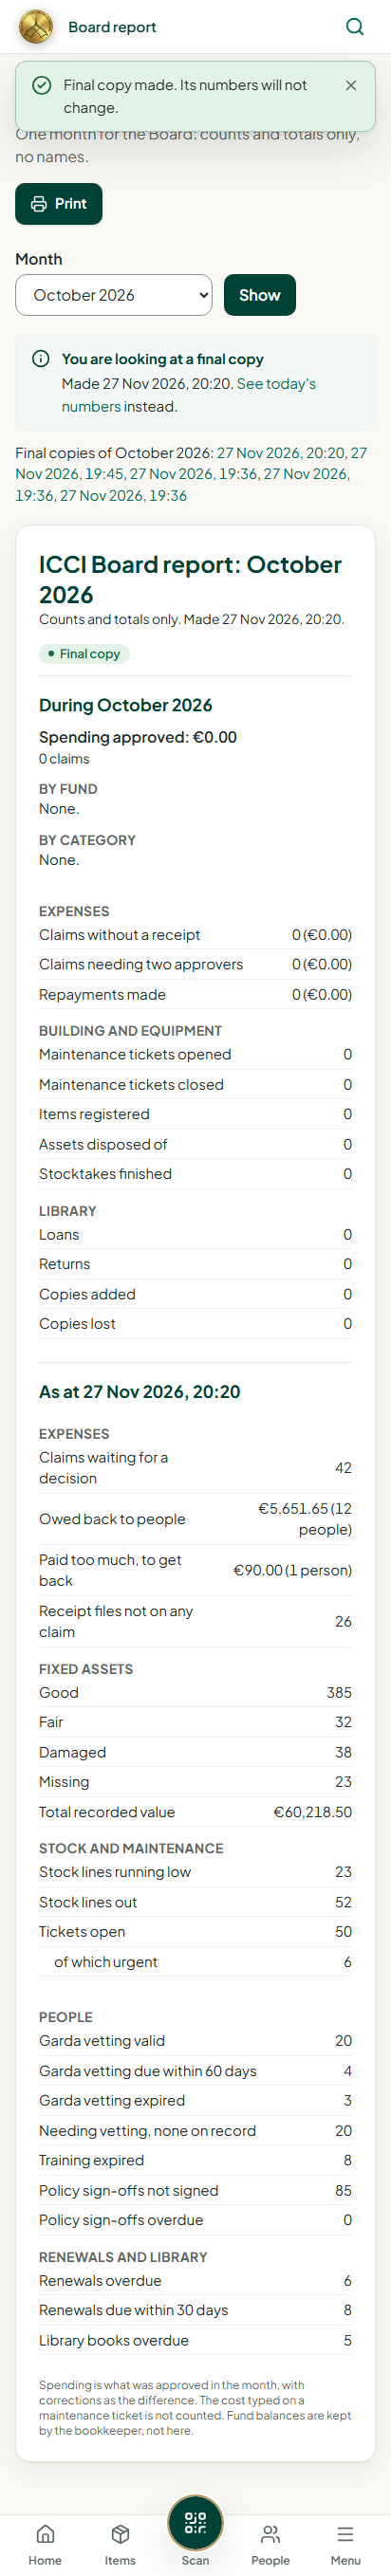 Board report
Final copy made. Its numbers will not
change.
One month for the Board: counts and totals only,
no names.
Print
Month
October 2026
Show
You are looking at a final copy
Made 27 Nov 2026, 20:20. See today's
numbers instead.
Final copies of October 2026: 27 Nov 2026, 20:20, 27
Nov 2026, 19:45, 27 Nov 2026, 19:36, 27 Nov 2026,
19:36, 27 Nov 2026, 19:36
ICCI Board report: October
2026
Counts and totals only. Made 27 Nov 2026, 20:20.
Final copy
During October 2026
Spending approved: €0.00
0 claims
BY FUND
None.
BY CATEGORY
None.
EXPENSES
Claims without a receipt 0 (€0.00)
Claims needing two approvers 0 (€0.00)
Repayments made 0 (€0.00)
BUILDING AND EQUIPMENT
Maintenance tickets opened 0
Maintenance tickets closed 0
Items registered 0
Assets disposed of 0
Stocktakes finished 0
LIBRARY
Loans 0
Returns 0
Copies added 0
Copies lost 0
As at 27 Nov 2026, 20:20
EXPENSES
Claims waiting for a
decision 42
Owed back to people €5,651.65 (12
people)
Paid too much, to get
back €90.00 (1 person)
Receipt files not on any
claim 26
FIXED ASSETS
Good 385
Fair 32
Damaged 38
Missing 23
Total recorded value €60,218.50
STOCK AND MAINTENANCE
Stock lines running low 23
Stock lines out 52
Tickets open 50
of which urgent 6
PEOPLE
Garda vetting valid 20
Garda vetting due within 60 days 4
Garda vetting expired 3
Needing vetting, none on record 20
Training expired 8
Policy sign-offs not signed 85
Policy sign-offs overdue 0
RENEWALS AND LIBRARY
Renewals overdue 6
Renewals due within 30 days 8
Library books overdue 5
Spending is what was approved in the month, with
corrections as the difference. The cost typed on a
maintenance ticket is not counted. Fund balances are kept
by the bookkeeper, not here.
Home
Items
Scan
People
Menu